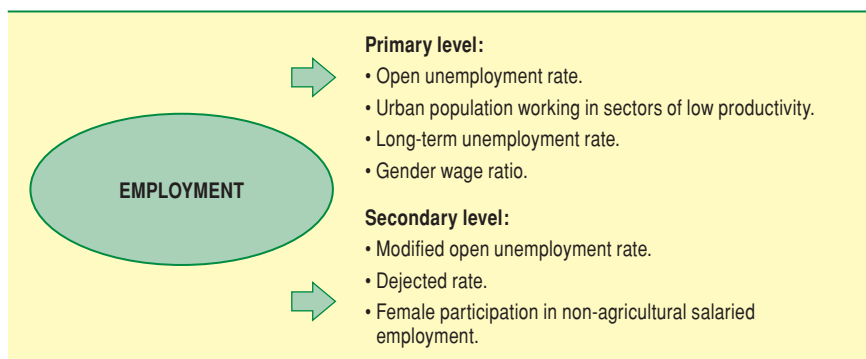 EMPLOYMENT
Primary level:
• Open unemployment rate.
• Urban population working in sectors of low productivity.
• Long-term unemployment rate.
• Gender wage ratio.
Secondary level:
• Modified open unemployment rate.
• Dejected rate.
• Female participation in non-agricultural salaried
employment.